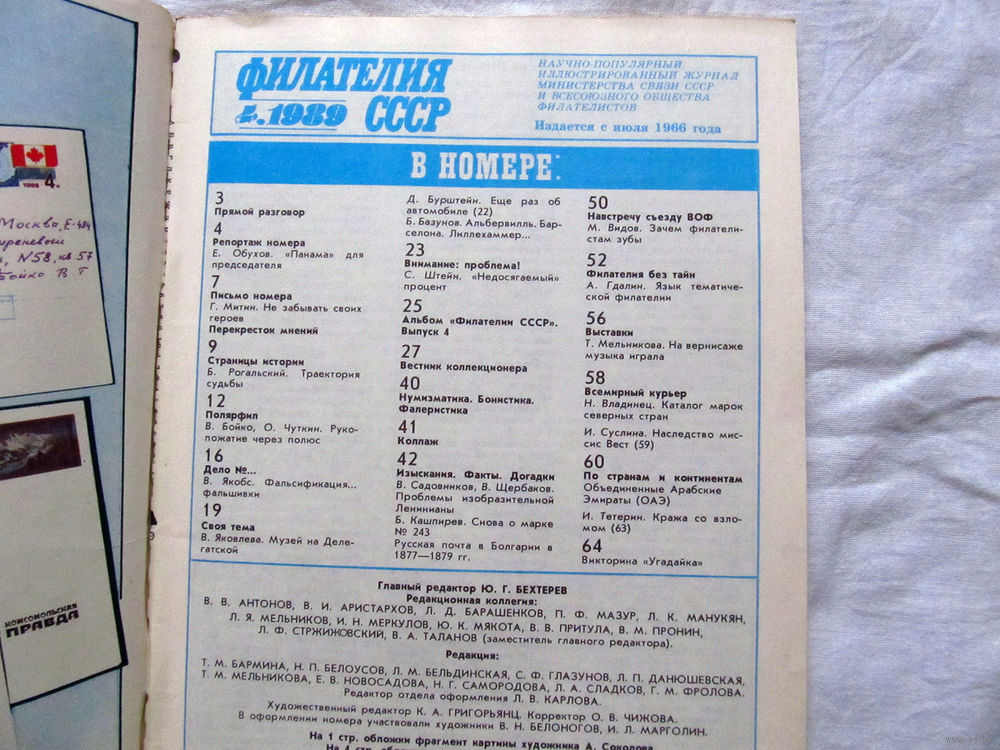 4к
1988
Москва, Е-484
N58, кв 57
Бойко В. Г
КОМСОМОЛЬСКАЯ
ПРАВДА
ФИЛАТЕЛИЯ
4.1989 СССР
НАУЧНО-ПОПУЛЯРНЫЙ
ИЛЛЮСТРИРОВАННЫЙ ЖУРНАЛ
МИНИСТЕРСТВА СВЯЗИ СССР
И ВСЕСОЮЗНОГО ОБЩЕСТВА
ФИЛАТЕЛИСТОВ
Издается с июля 1966 года
В НОМЕРЕ:
3
Прямой разговор
4
Репортаж номера
Е. Обухов. «Панама» для
председателя
7
Письмо номера
Г. Митин. Не забывать своих
героев
Перекресток мнений
9
Страницы истории
Б. Рогальский. Траектория
судьбы
12
Полярфил
В. Бойко, О. Чуткин. Руко-
пожатие через полюс
16
Дело №...
В. Якобс. Фальсификация...
фальшивки
19
Своя тема
В. Яковлева. Музей на Деле-
гатской
Д. Бурштейн. Еще раз об
автомобиле (22)
Б. Базунов. Альбервилль. Бар-
селона. Лиллехаммер...
23
Внимание: проблема!
С. Штейн. «Недосягаемый»
процент
25
Альбом «Филателии СССР».
Выпуск 4
27
Вестник коллекционера
40
Нумизматика. Бонистика.
Фалеристика
41
Коллаж
42
Изыскания. Факты. Догадки
В. Садовников, В. Щербаков.
Проблемы изобразительной
Ленинианы
Б. Кашпирев. Снова о марке
№ 243
Русская почта в Болгарии в
1877—1879 гг.
50
Навстречу съезду ВОФ
М. Видов. Зачем филатели-
стам зубы
52
Филателия без тайн
А. Гдалин. Язык тематиче-
ской филателии
56
Выставки
Т. Мельникова. На вернисаже
музыка играла
58
Всемирный курьер
Н. Владинец. Каталог марок
северных стран
И. Суслина. Наследство мис-
сис Вест (59)
60
По странам и континентам
Объединенные Арабские
Эмираты (ОАЭ)
И. Тетерин. Кража со взло-
мом (63)
64
Викторина «Угадайка»
Главный редактор Ю. Г. БЕХТЕРЕВ
Редакционная коллегия:
В. В. АНТОНОВ, В. И. АРИСТАРХОВ, Л. Д. БАРАШЕНКОВ, П. Ф. МАЗУР, Л. К. МАНУКЯН,
Л. Я. МЕЛЬНИКОВ, И. Н. МЕРКУЛОВ, Ю. К. МЯКОТА, В. В. ПРИТУЛА, В. М. ПРОНИН,
Л. Ф. СТРЖИЖОВСКИЙ, В. А. ТАЛАНОВ (заместитель главного редактора).
Редакция:
Т. М. БАРМИНА, Н. П. БЕЛОУСОВ, Л. М. БЕЛЬДИНСКАЯ, С. Ф. ГЛАЗУНОВ, Л. П. ДАНЮШЕВСКАЯ,
Т. М. МЕЛЬНИКОВА, Е. В. НОВОСАДОВА, Н. Г. САМОРОДОВА, Л. А. СЛАДКОВ, Г. М. ФРОЛОВА.
Редактор отдела оформления Л. В. КАРЛОВА.
Художественный редактор К. А. ГРИГОРЬЯНЦ. Корректор О. В. ЧИЖОВА.
В оформлении номера участвовали художники В. Н. БЕЛОНОГОВ, И. Л. МАРГОЛИН.
На 1 стр. обложки фрагмент картины художника А. Соколова
На 4 стр.